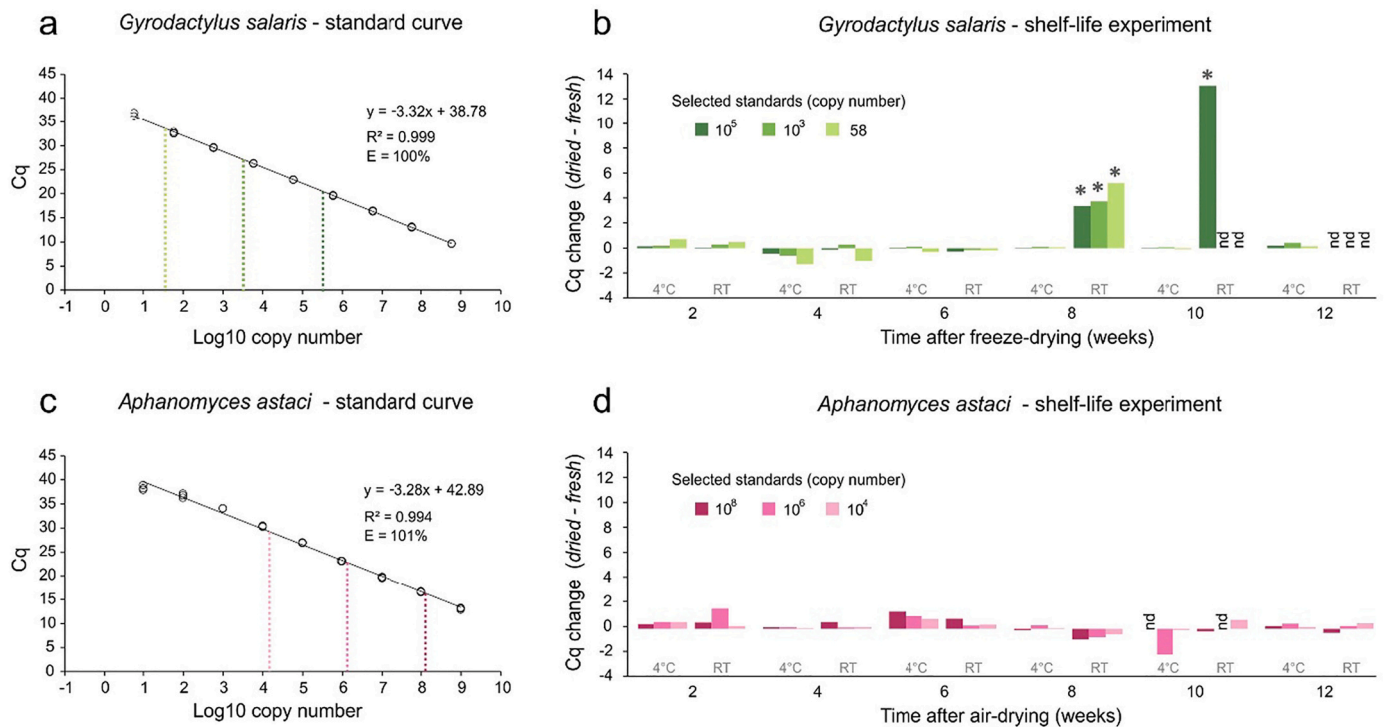 a
Gyrodactylus salaris - standard curve
45
40
35
30
25
20
15
10
5
0
Cq
y = -3.32x + 38.78
R² = 0.999
E = 100%
-1 0 1 2 3 4 5 6 7 8 9 10
Log10 copy number
b
Gyrodactylus salaris - shelf-life experiment
14
12
10
8
6
4
2
0
-2
-4
Cq change (dried - fresh)
Selected standards (copy number)
10⁵ 10³ 58
* * * *
nd nd nd nd nd
4°C RT 4°C RT 4°C RT 4°C RT 4°C RT 4°C RT
2 4 6 8 10 12
Time after freeze-drying (weeks)
c
Aphanomyces astaci - standard curve
45
40
35
30
25
20
15
10
5
0
Cq
y = -3.28x + 42.89
R² = 0.994
E = 101%
-1 0 1 2 3 4 5 6 7 8 9 10
Log10 copy number
d
Aphanomyces astaci - shelf-life experiment
14
12
10
8
6
4
2
0
-2
-4
Cq change (dried - fresh)
Selected standards (copy number)
10⁸ 10⁶ 10⁴
nd nd
4°C RT 4°C RT 4°C RT 4°C RT 4°C RT 4°C RT
2 4 6 8 10 12
Time after air-drying (weeks)